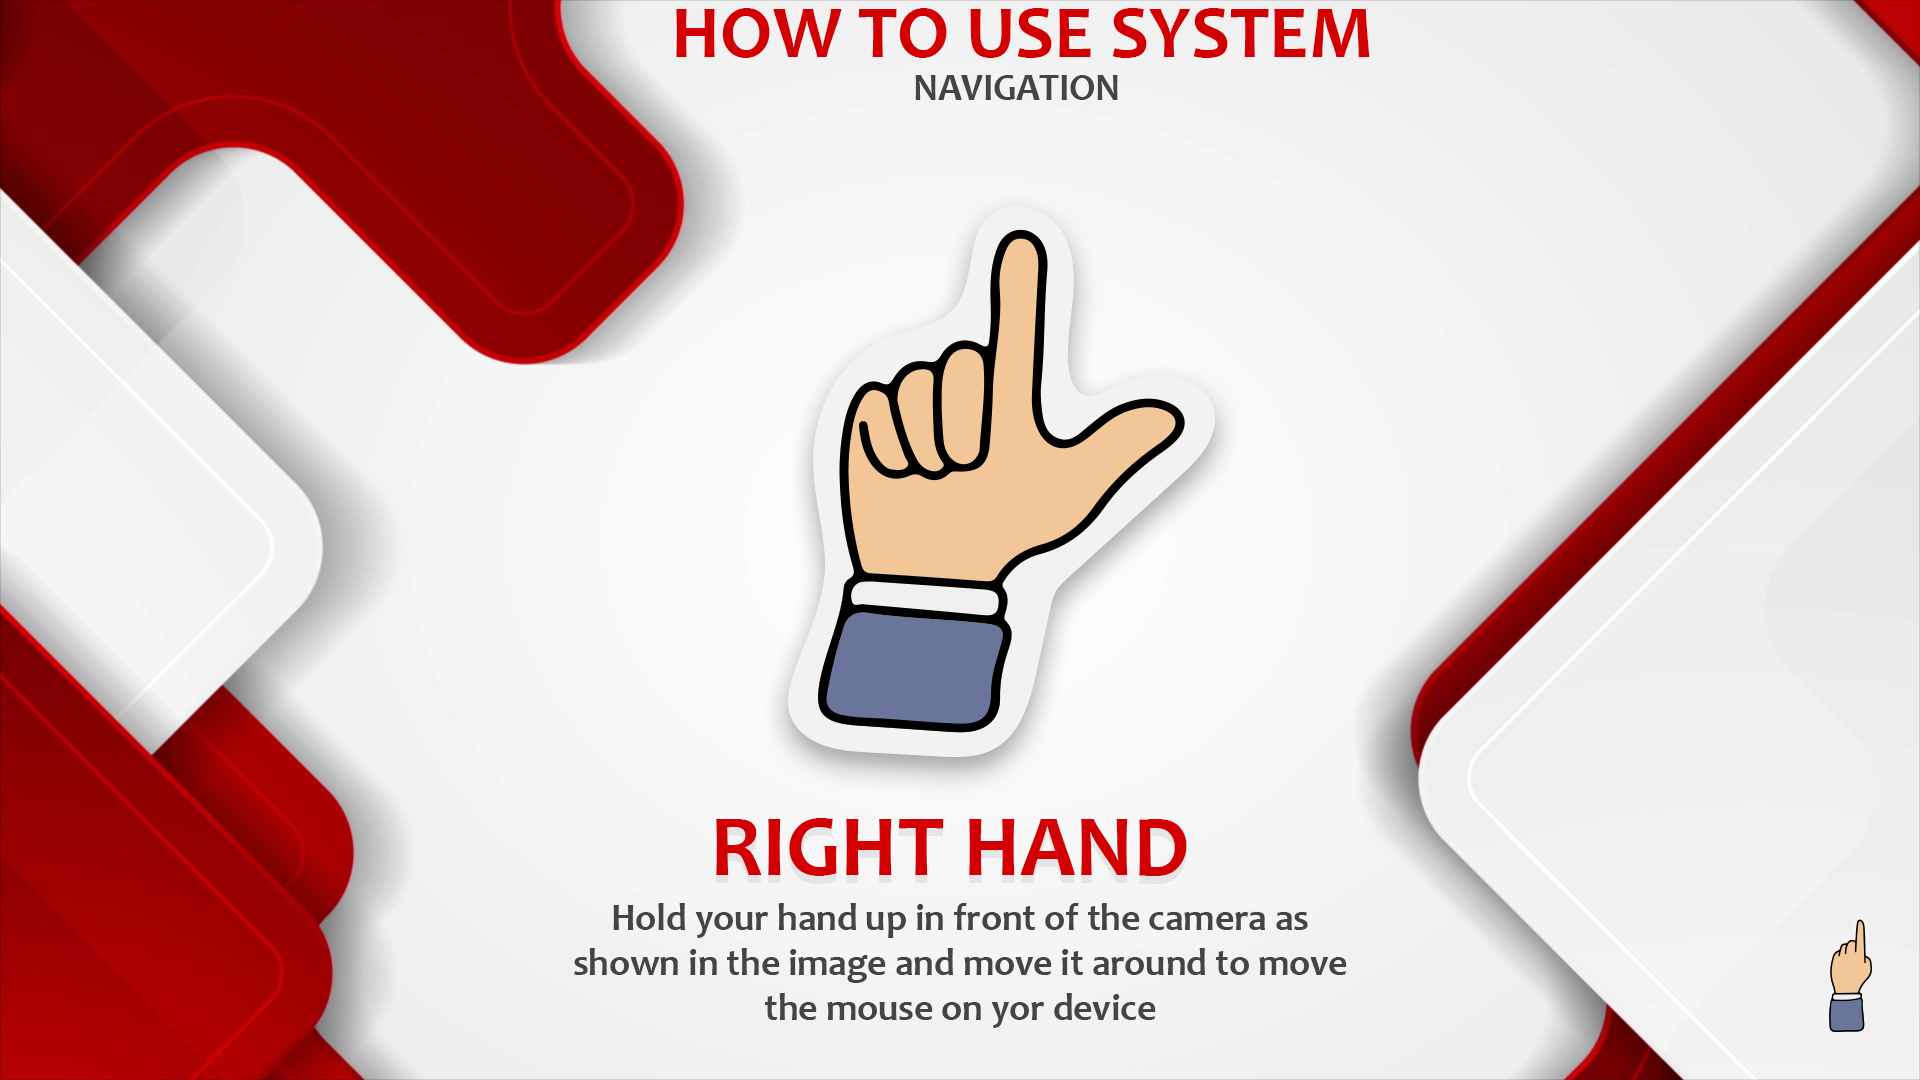 HOW TO USE SYSTEM
NAVIGATION
RIGHT HAND
Hold your hand up in front of the camera as
shown in the image and move it around to move
the mouse on yor device